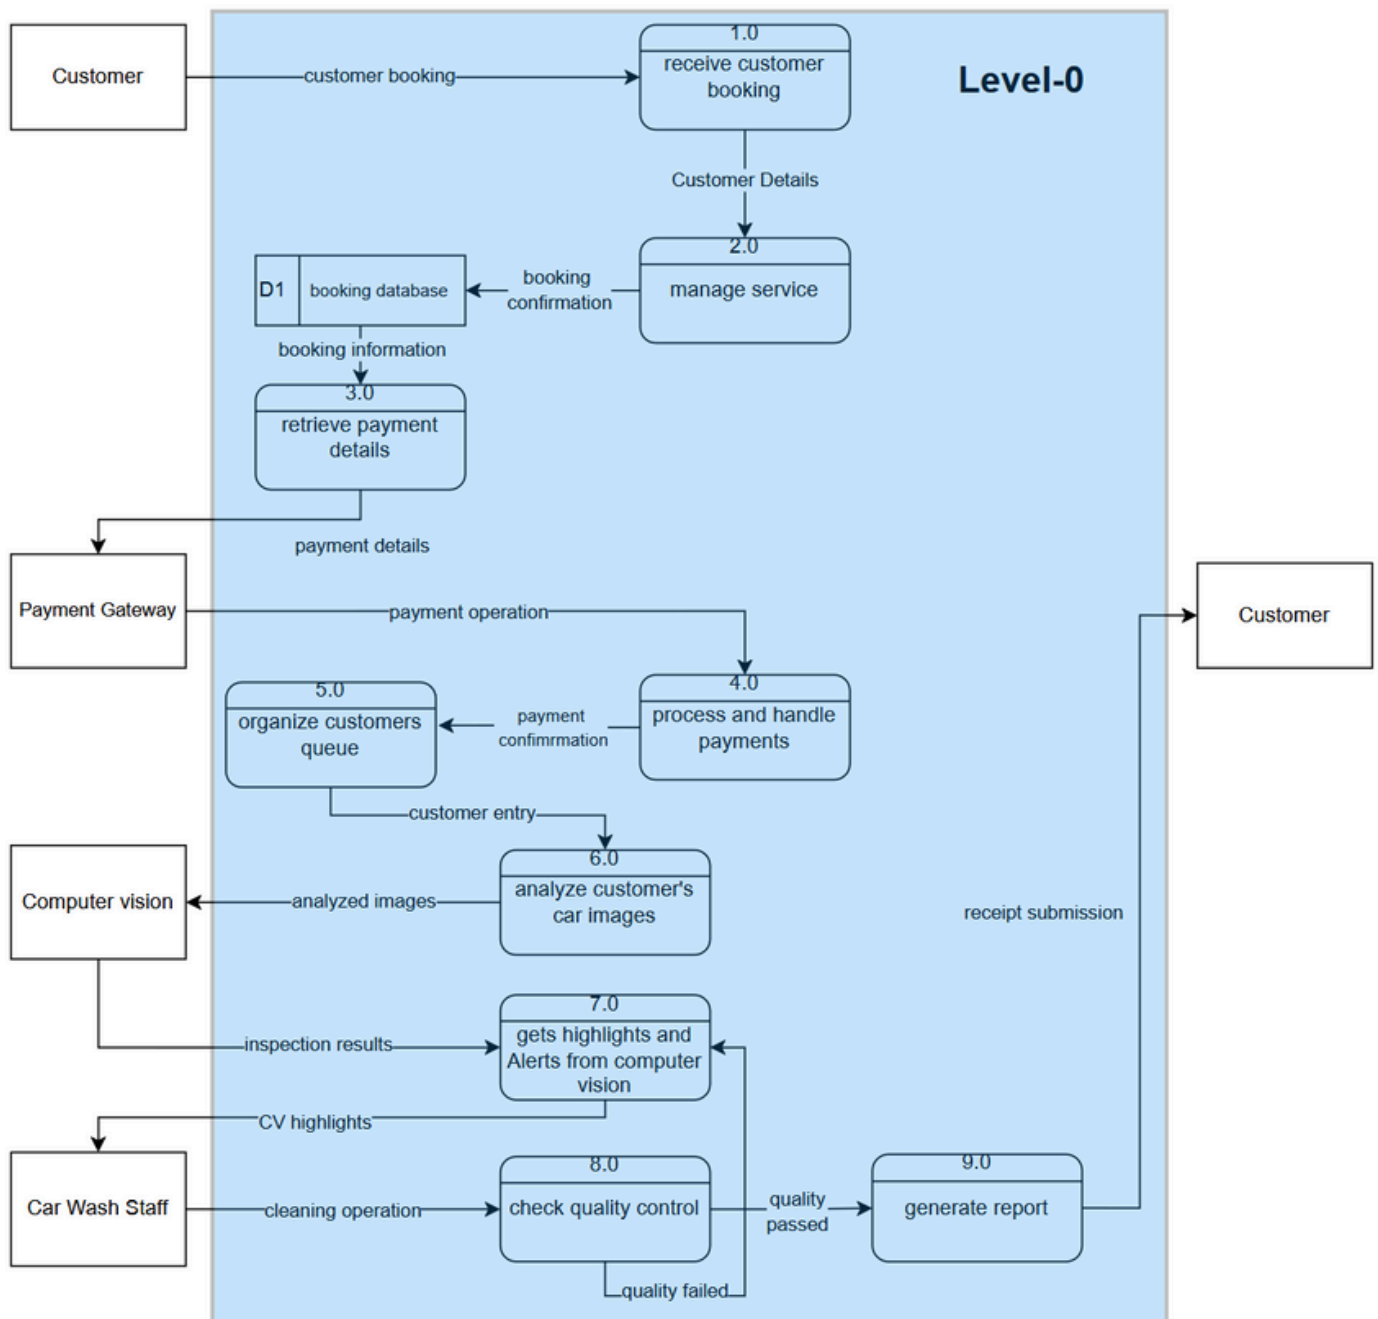 1.0
Customer
customer booking
receive customer
booking
Level-0
Customer Details
2.0
D1
booking database
booking
confirmation
manage service
booking information
3.0
retrieve payment
details
payment details
Payment Gateway
payment operation
Customer
5.0
organize customers
queue
payment
confimrmation
4.0
process and handle
payments
customer entry
6.0
Computer vision
analyzed images
analyze customer's
car images
receipt submission
7.0
inspection results
gets highlights and
Alerts from computer
vision
CV highlights
8.0
9.0
Car Wash Staff
cleaning operation
check quality control
quality
passed
generate report
quality failed